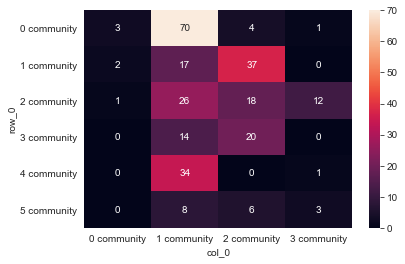 0 community 3 70 4 1
1 community 2 17 37 0
2 community 1 26 18 12
3 community 0 14 20 0
4 community 0 34 0 1
5 community 0 8 6 3
0 community 1 community 2 community 3 community
col_0
row_0
70
60
50
40
30
20
10
0